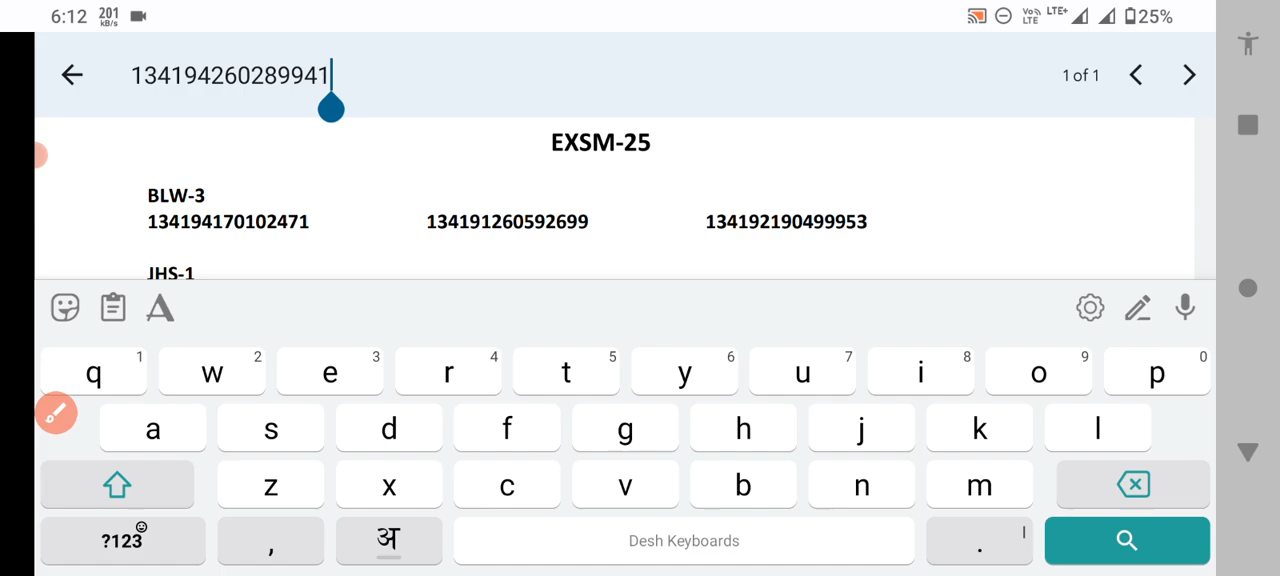 6:12 201 KB/s Vo)) LTE LTE+ 25%
134194260289941 1 of 1
EXSM-25
BLW-3
134194170102471 134191260592699 134192190499953
JHS-1
q 1 w 2 e 3 r 4 t 5 y 6 u 7 i 8 o 9 p 0
a s d f g h j k l
z x c v b n m
?123 , अ Desh Keyboards . |